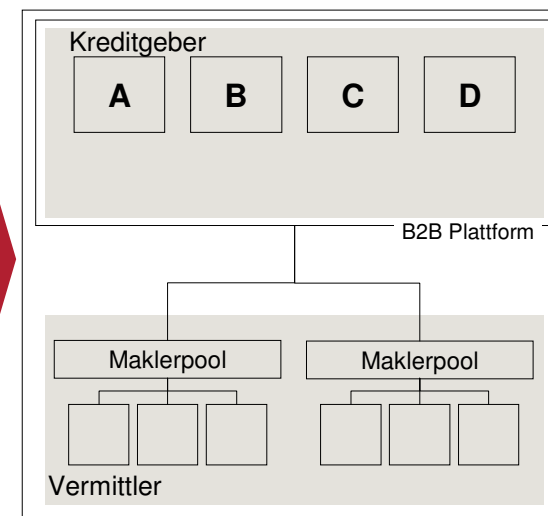 Kreditgeber
A B C D
B2B Plattform
Maklerpool Maklerpool
Vermittler